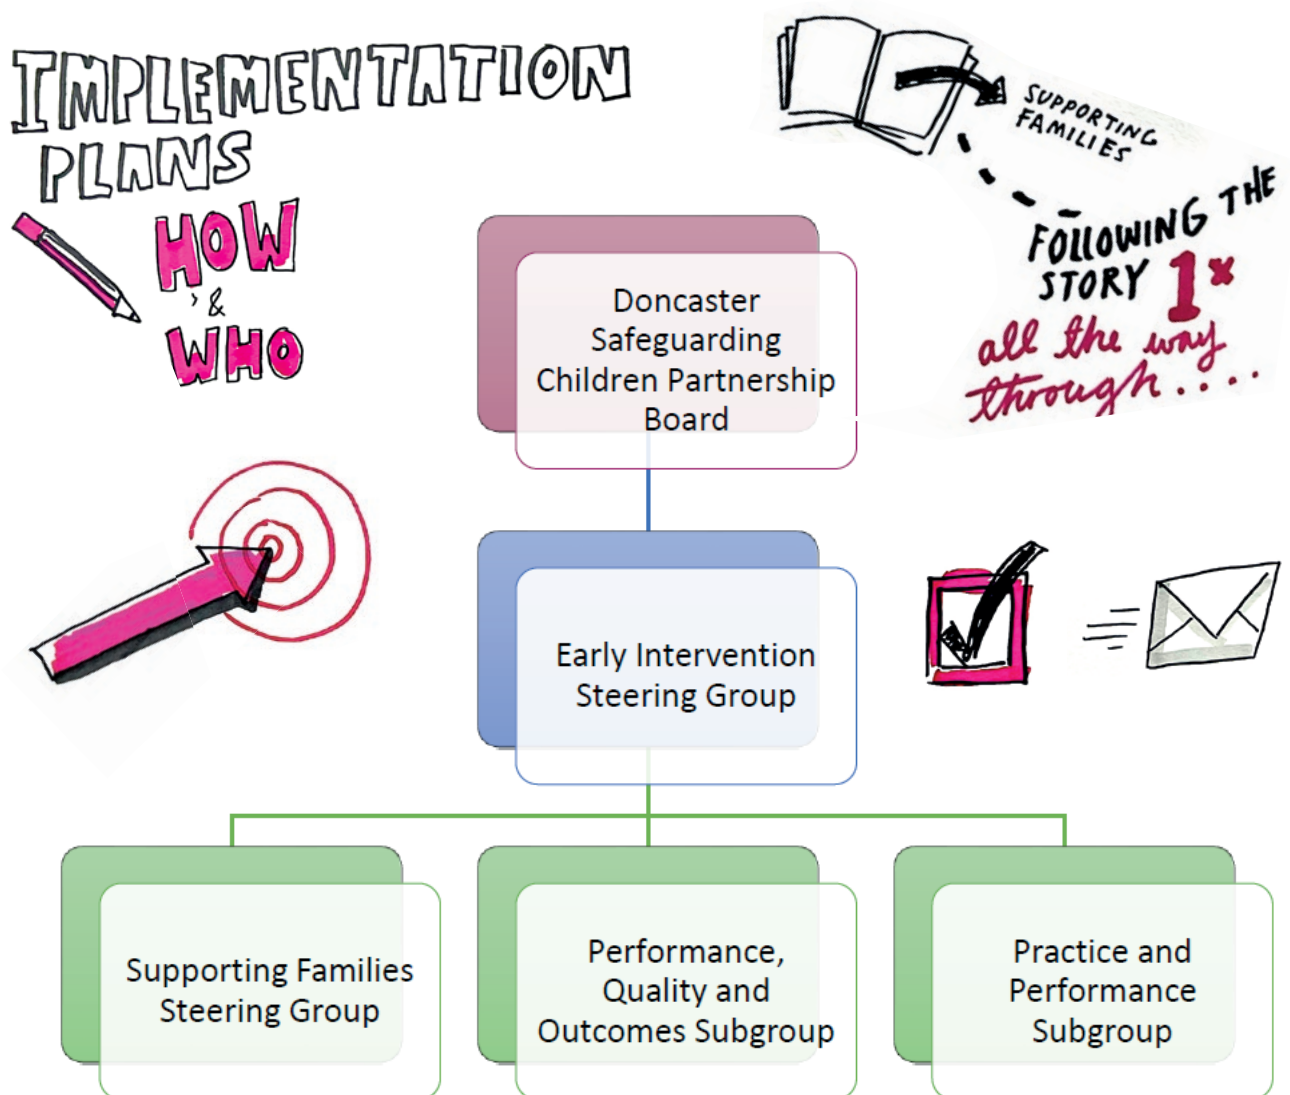 IMPLEMENTATION
PLANS
HOW
&
WHO
SUPPORTING
FAMILIES
FOLLOWING THE
STORY 1x
all the way
through....
Doncaster
Safeguarding
Children Partnership
Board
Early Intervention
Steering Group
Supporting Families
Steering Group
Performance,
Quality and
Outcomes Subgroup
Practice and
Performance
Subgroup